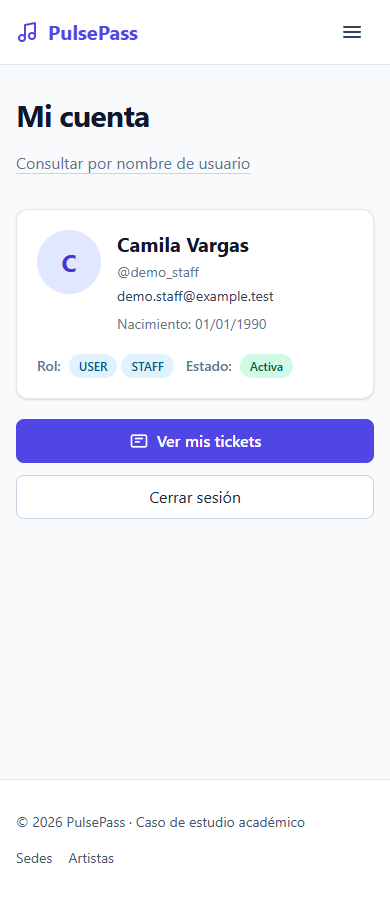 PulsePass
Mi cuenta
Consultar por nombre de usuario
C
Camila Vargas
@demo_staff
demo.staff@example.test
Nacimiento: 01/01/1990
Rol: USER STAFF Estado: Activa
Ver mis tickets
Cerrar sesión
© 2026 PulsePass · Caso de estudio académico
Sedes Artistas